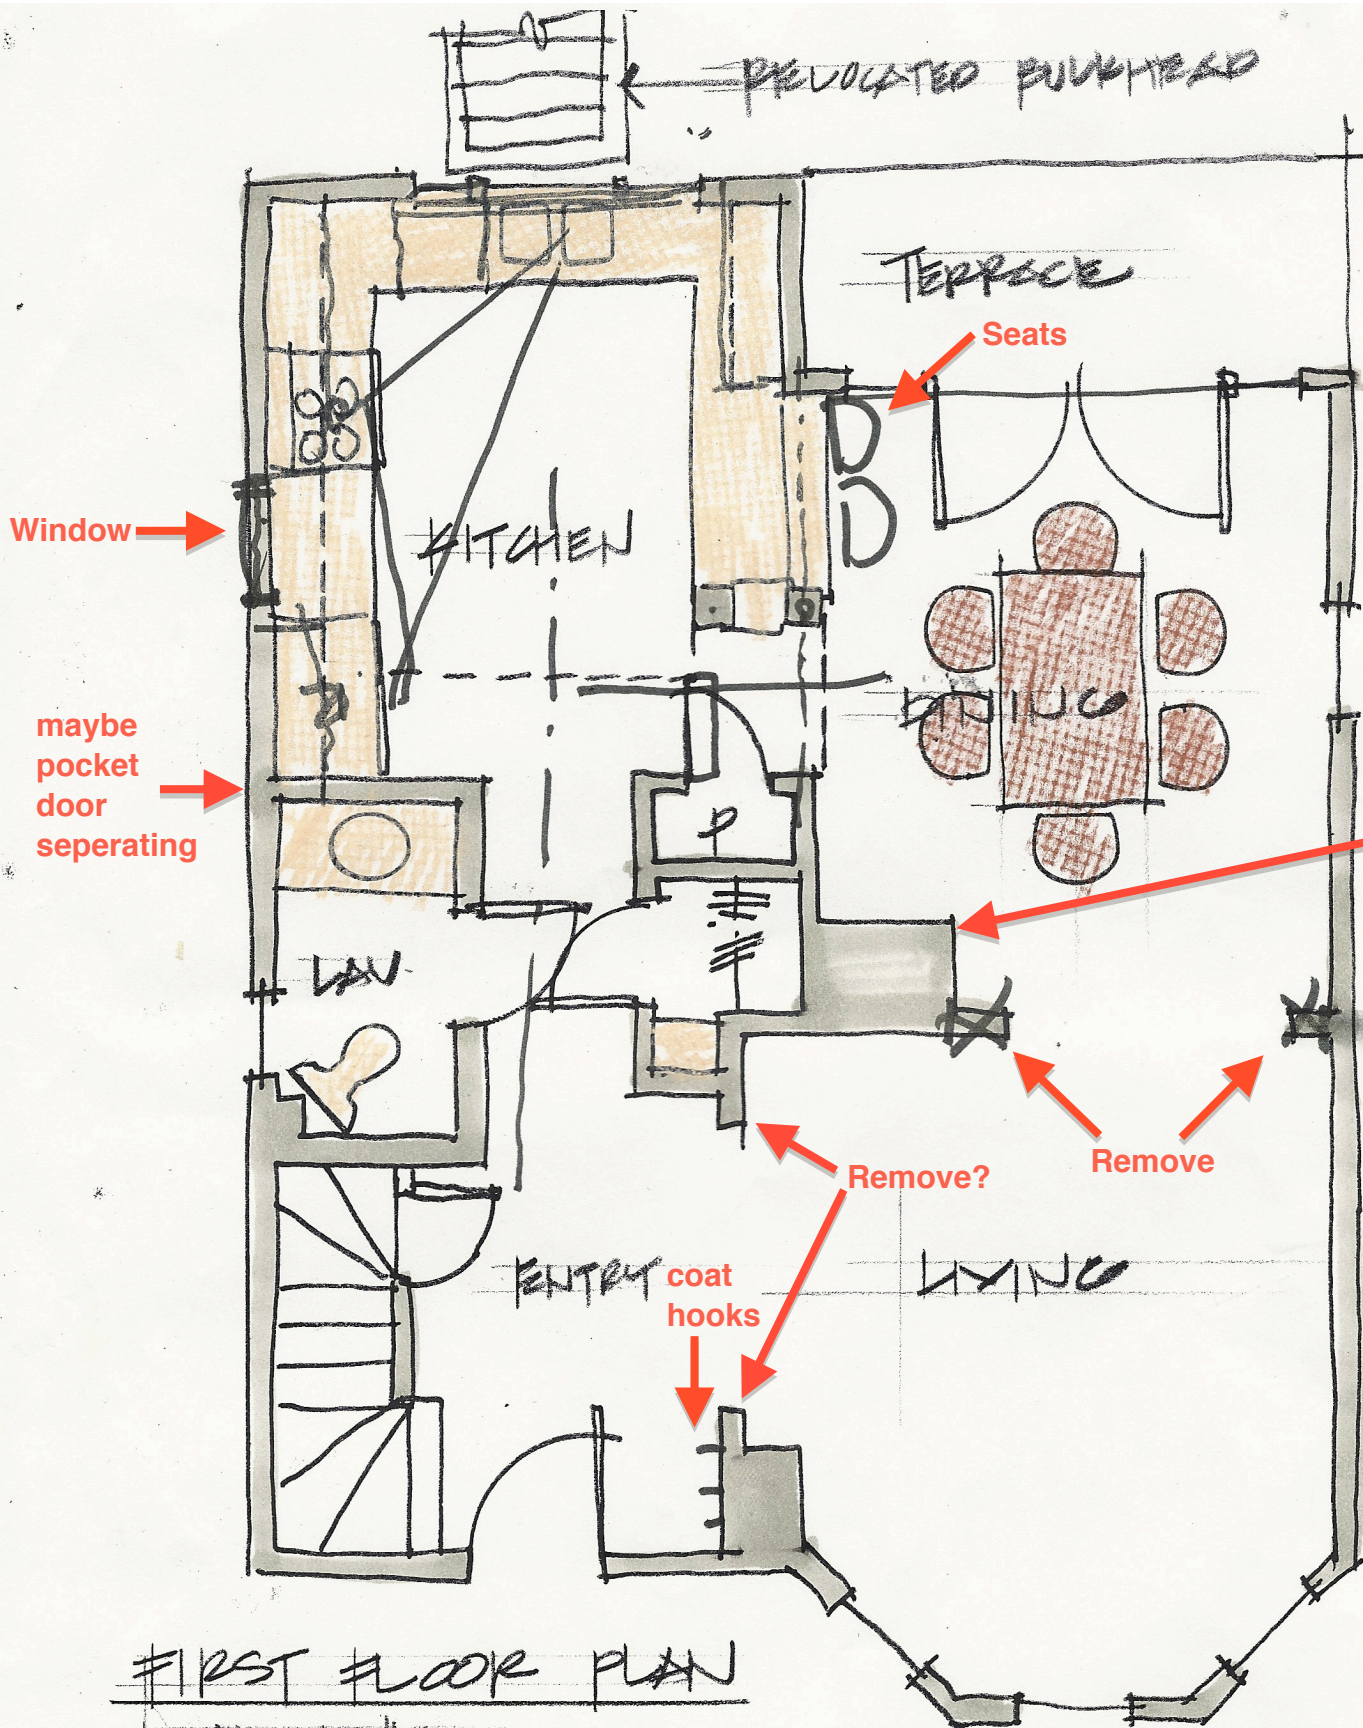 RELOCATED BULKHEAD
TERRACE
Seats
Window
KITCHEN
maybe
pocket
door
seperating
DINING
P
LAV
Remove
Remove?
ENTRY
coat
hooks
LIVING
FIRST FLOOR PLAN